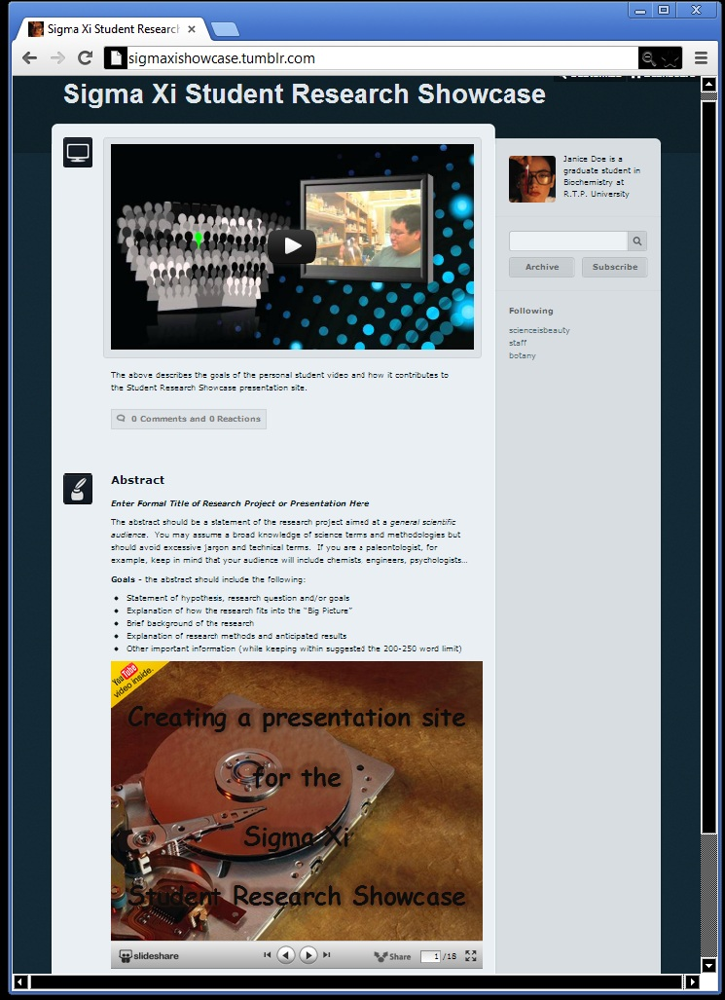 Sigma Xi Student Research
sigmaxishowcase.tumblr.com
Sigma Xi Student Research Showcase
Janice Doe is a
graduate student in
Biochemistry at
R.T.P. University
Archive
Subscribe
Following
scienceisbeauty
staff
botany
The above describes the goals of the personal student video and how it contributes to
the Student Research Showcase presentation site.
0 Comments and 0 Reactions
Abstract
Enter Formal Title of Research Project or Presentation Here
The abstract should be a statement of the research project aimed at a general scientific
audience. You may assume a broad knowledge of science terms and methodologies but
should avoid excessive jargon and technical terms. If you are a paleontologist, for
example, keep in mind that your audience will include chemists, engineers, psychologists...
Goals - the abstract should include the following:
Statement of hypothesis, research question and/or goals
Explanation of how the research fits into the "Big Picture"
Brief background of the research
Explanation of research methods and anticipated results
Other important information (while keeping within suggested the 200-250 word limit)
YouTube
video inside.
Creating a presentation site
for the
Sigma Xi
Student Research Showcase
slideshare
Share
1 /15